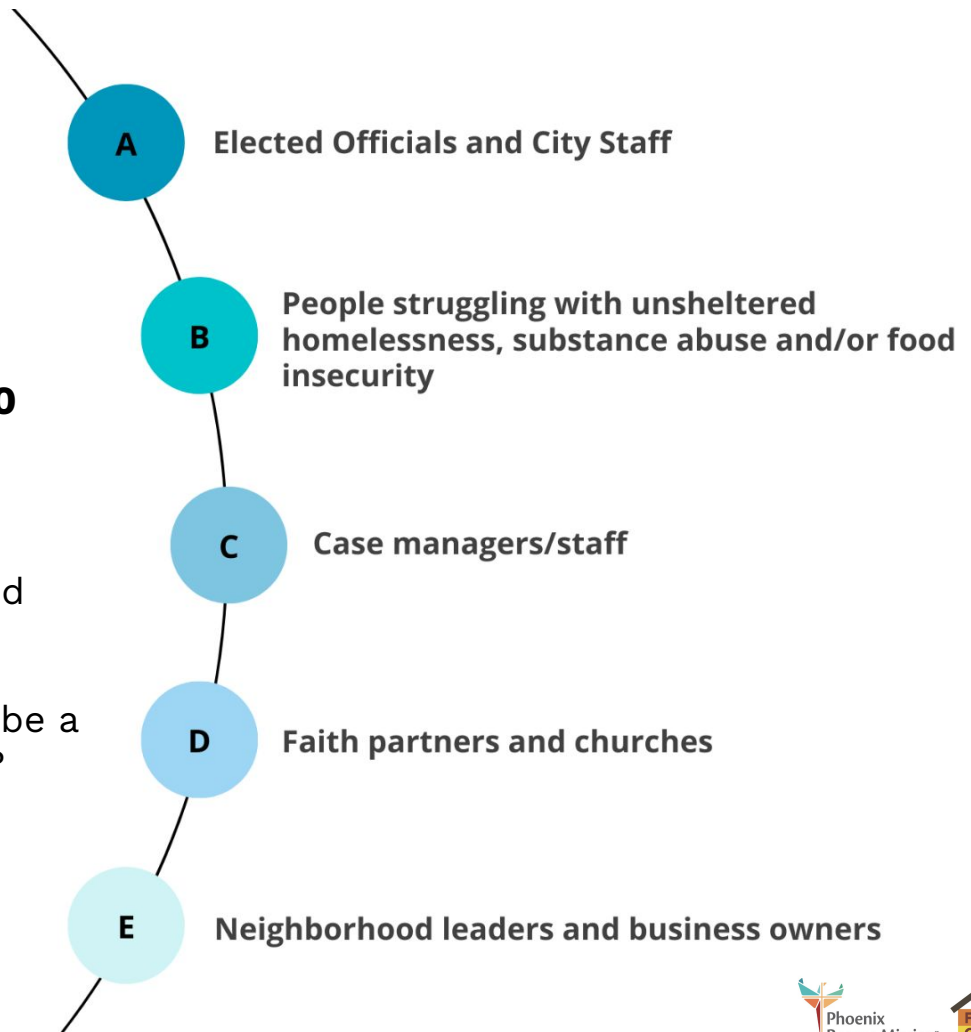 A
Elected Officials and City Staff
B
People struggling with unsheltered
homelessness, substance abuse and/or food
insecurity
C
Case managers/staff
d
be a
D
Faith partners and churches
E
Neighborhood leaders and business owners
Phoenix